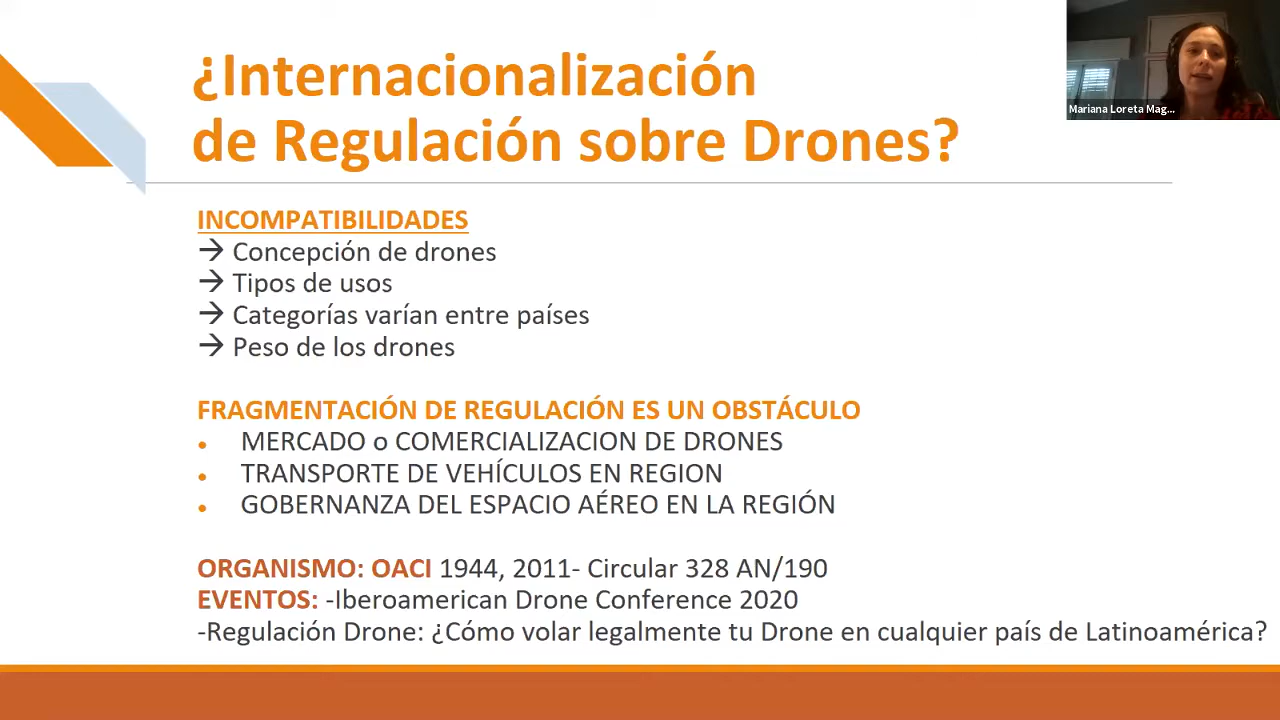 ¿Internacionalización
de Regulación sobre Drones?
Mariana Loreta Mag...
INCOMPATIBILIDADES
→ Concepción de drones
→ Tipos de usos
→ Categorías varían entre países
→ Peso de los drones
FRAGMENTACIÓN DE REGULACIÓN ES UN OBSTÁCULO
• MERCADO o COMERCIALIZACION DE DRONES
• TRANSPORTE DE VEHÍCULOS EN REGION
• GOBERNANZA DEL ESPACIO AÉREO EN LA REGIÓN
ORGANISMO: OACI 1944, 2011- Circular 328 AN/190
EVENTOS: -Iberoamerican Drone Conference 2020
-Regulación Drone: ¿Cómo volar legalmente tu Drone en cualquier país de Latinoamérica?